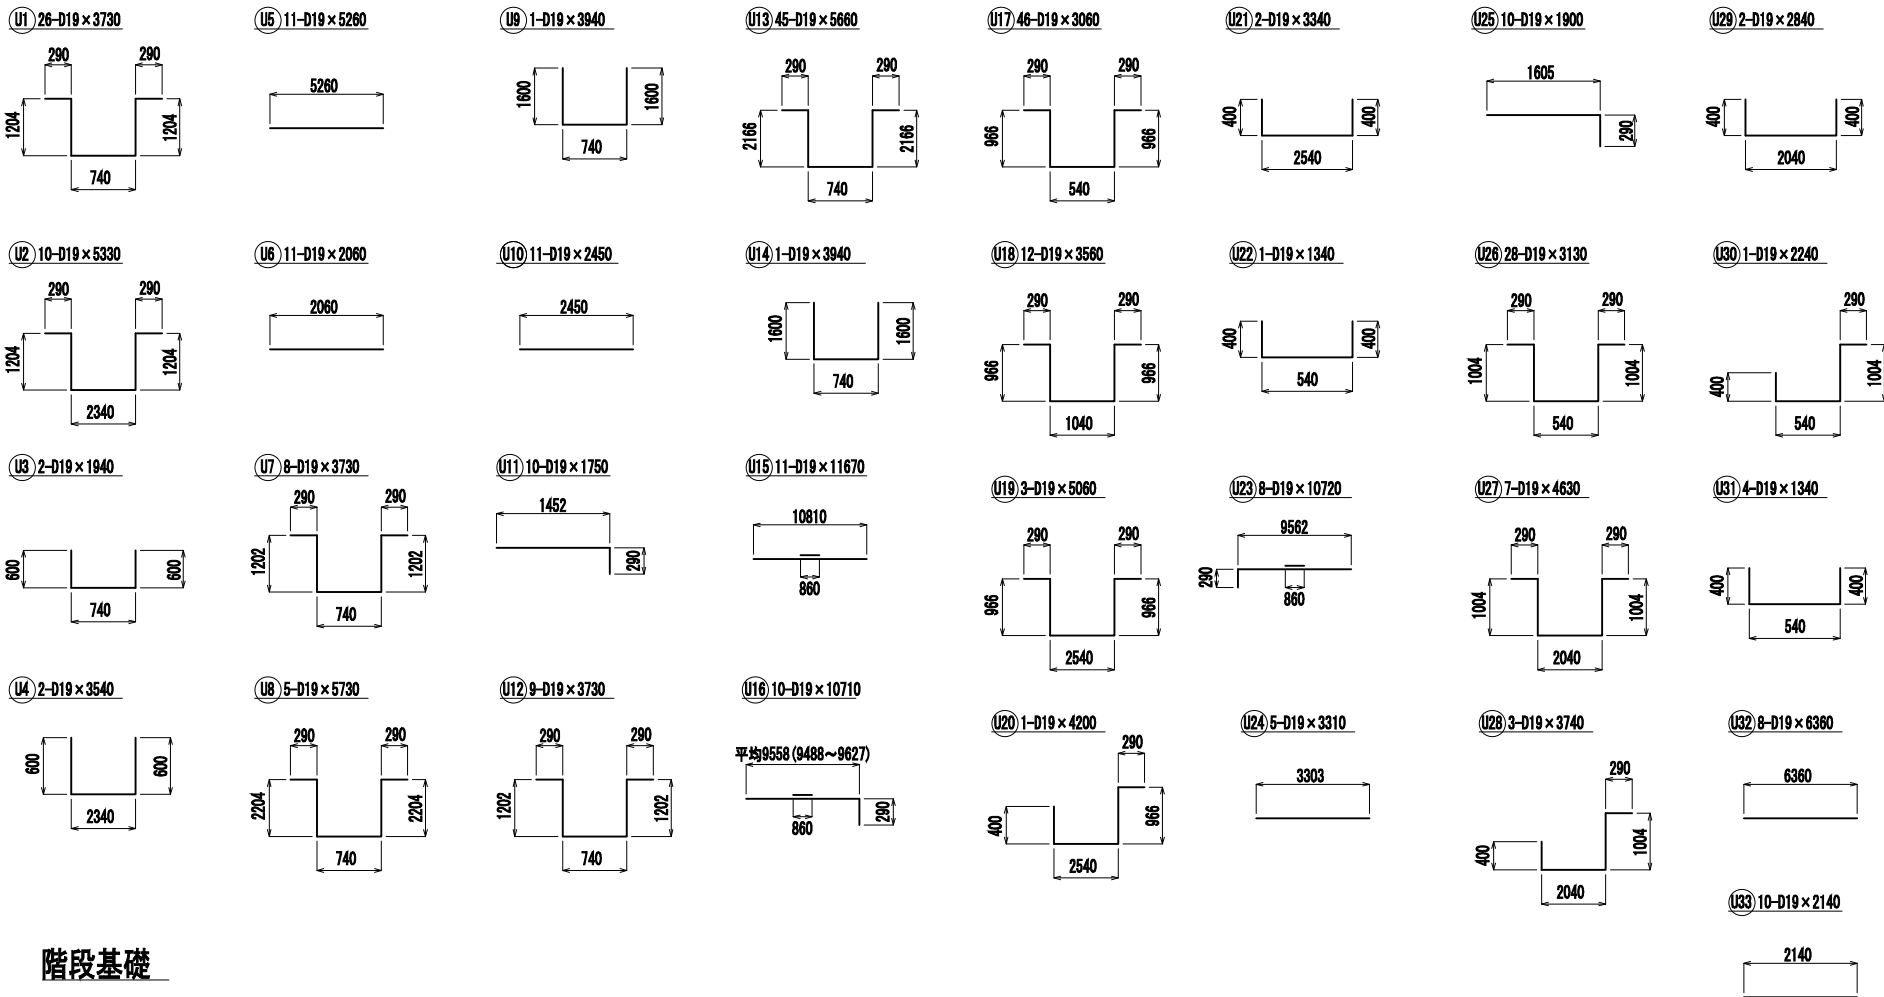 U1 26-D19×3730
290 290
1204 1204
740
U5 11-D19×5260
5260
U9 1-D19×3940
1600 1600
740
U13 45-D19×5660
290 290
2166 2166
740
U17 46-D19×3060
290 290
966 966
540
U21 2-D19×3340
400 400
2540
U25 10-D19×1900
1605
290
U29 2-D19×2840
400 400
2040
U2 10-D19×5330
290 290
1204 1204
2340
U6 11-D19×2060
2060
U10 11-D19×2450
2450
U14 1-D19×3940
1600 1600
740
U18 12-D19×3560
290 290
966 966
1040
U22 1-D19×1340
400 400
540
U26 28-D19×3130
290 290
1004 1004
540
U30 1-D19×2240
290
400 1004
540
U3 2-D19×1940
600 600
740
U7 8-D19×3730
290 290
1202 1202
740
U11 10-D19×1750
1452
290
U15 11-D19×11670
10810
860
U19 3-D19×5060
290 290
966 966
2540
U23 8-D19×10720
9562
290
860
U27 7-D19×4630
290 290
1004 1004
2040
U31 4-D19×1340
400 400
540
U4 2-D19×3540
600 600
2340
U8 5-D19×5730
290 290
2204 2204
740
U12 9-D19×3730
290 290
1202 1202
740
U16 10-D19×10710
平均9558(9488～9627)
290
860
U20 1-D19×4200
290
400 966
2540
U24 5-D19×3310
3303
U28 3-D19×3740
290
400 1004
2040
U32 8-D19×6360
6360
U33 10-D19×2140
2140
階段基礎